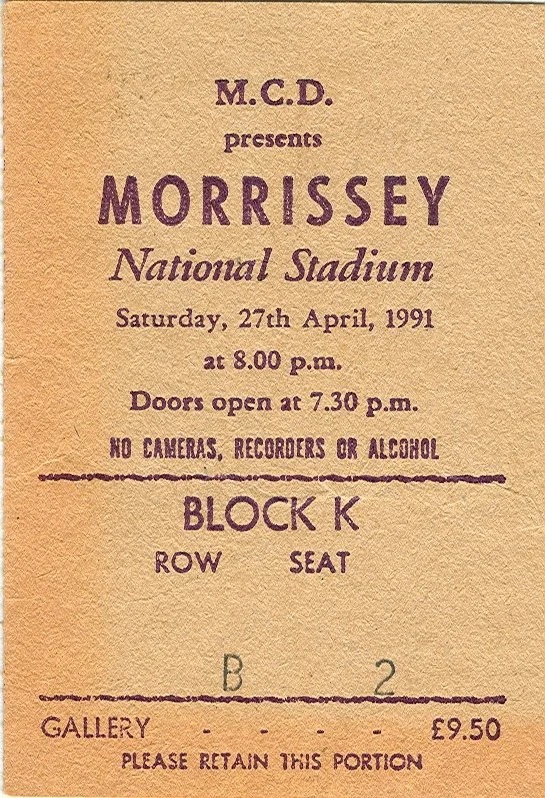 M.C.D.
presents
MORRISSEY
National Stadium
Saturday, 27th April, 1991
at 8.00 p.m.
Doors open at 7.30 p.m.
NO CAMERAS, RECORDERS OR ALCOHOL
BLOCK K
ROW SEAT
B 2
GALLERY - - - - £9.50
PLEASE RETAIN THIS PORTION